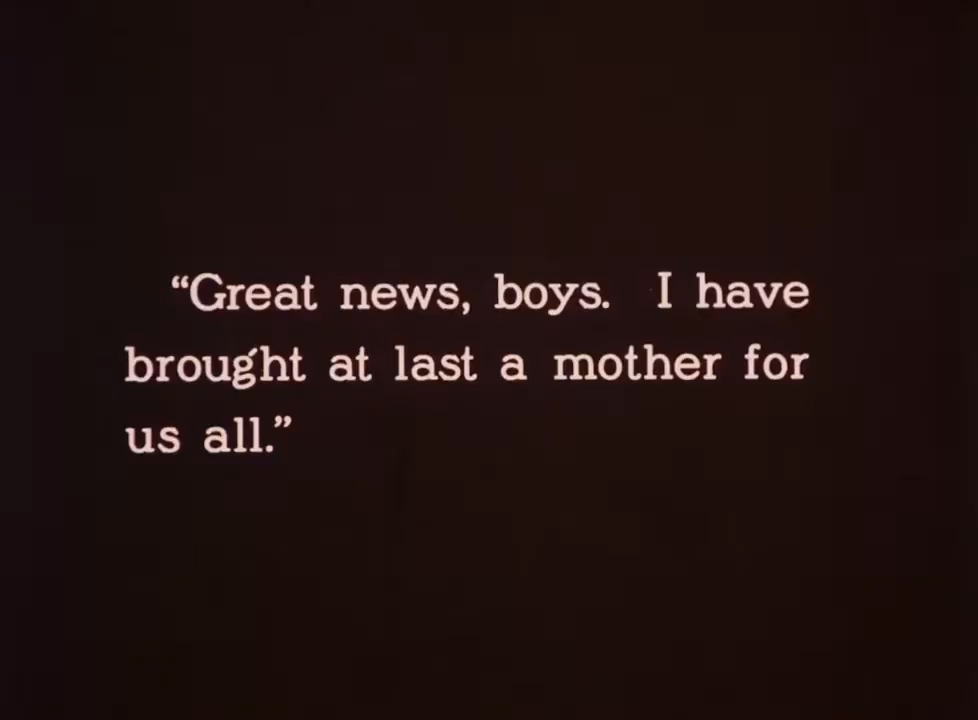 “Great news, boys. I have
brought at last a mother for
us all.”